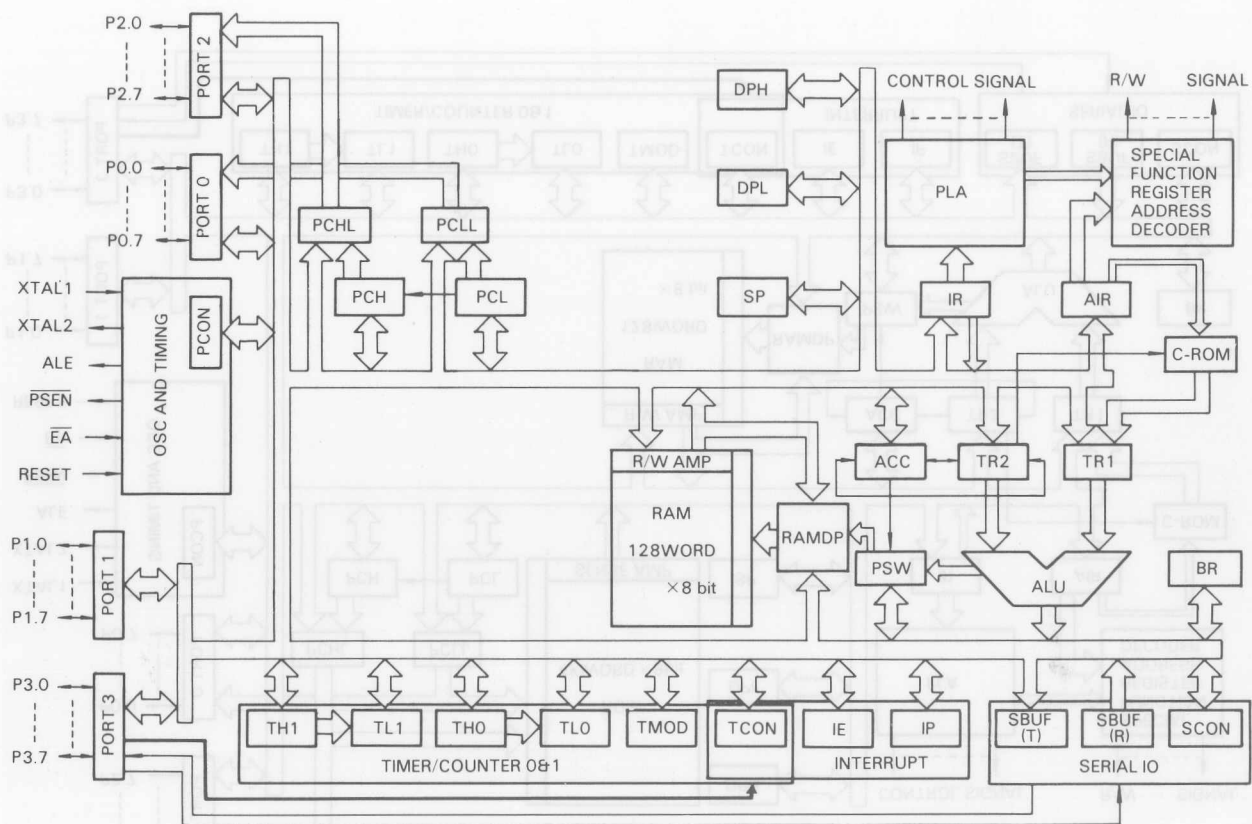 P2.0
P2.7
PORT 2
P0.0
P0.7
PORT 0
XTAL1
XTAL2
ALE
PSEN
EA
RESET
OSC AND TIMING
PCON
P1.0
P1.7
PORT 1
P3.0
P3.7
PORT 3
PCHL
PCLL
PCH
PCL
DPH
DPL
SP
CONTROL SIGNAL
PLA
R/W SIGNAL
SPECIAL
FUNCTION
REGISTER
ADDRESS
DECODER
IR
AIR
C-ROM
R/W AMP
RAM
128WORD
×8 bit
RAMDP
ACC
TR2
TR1
PSW
ALU
BR
TH1
TL1
TH0
TL0
TMOD
TCON
IE
IP
TIMER/COUNTER 0&1
INTERRUPT
SBUF
(T)
SBUF
(R)
SCON
SERIAL IO